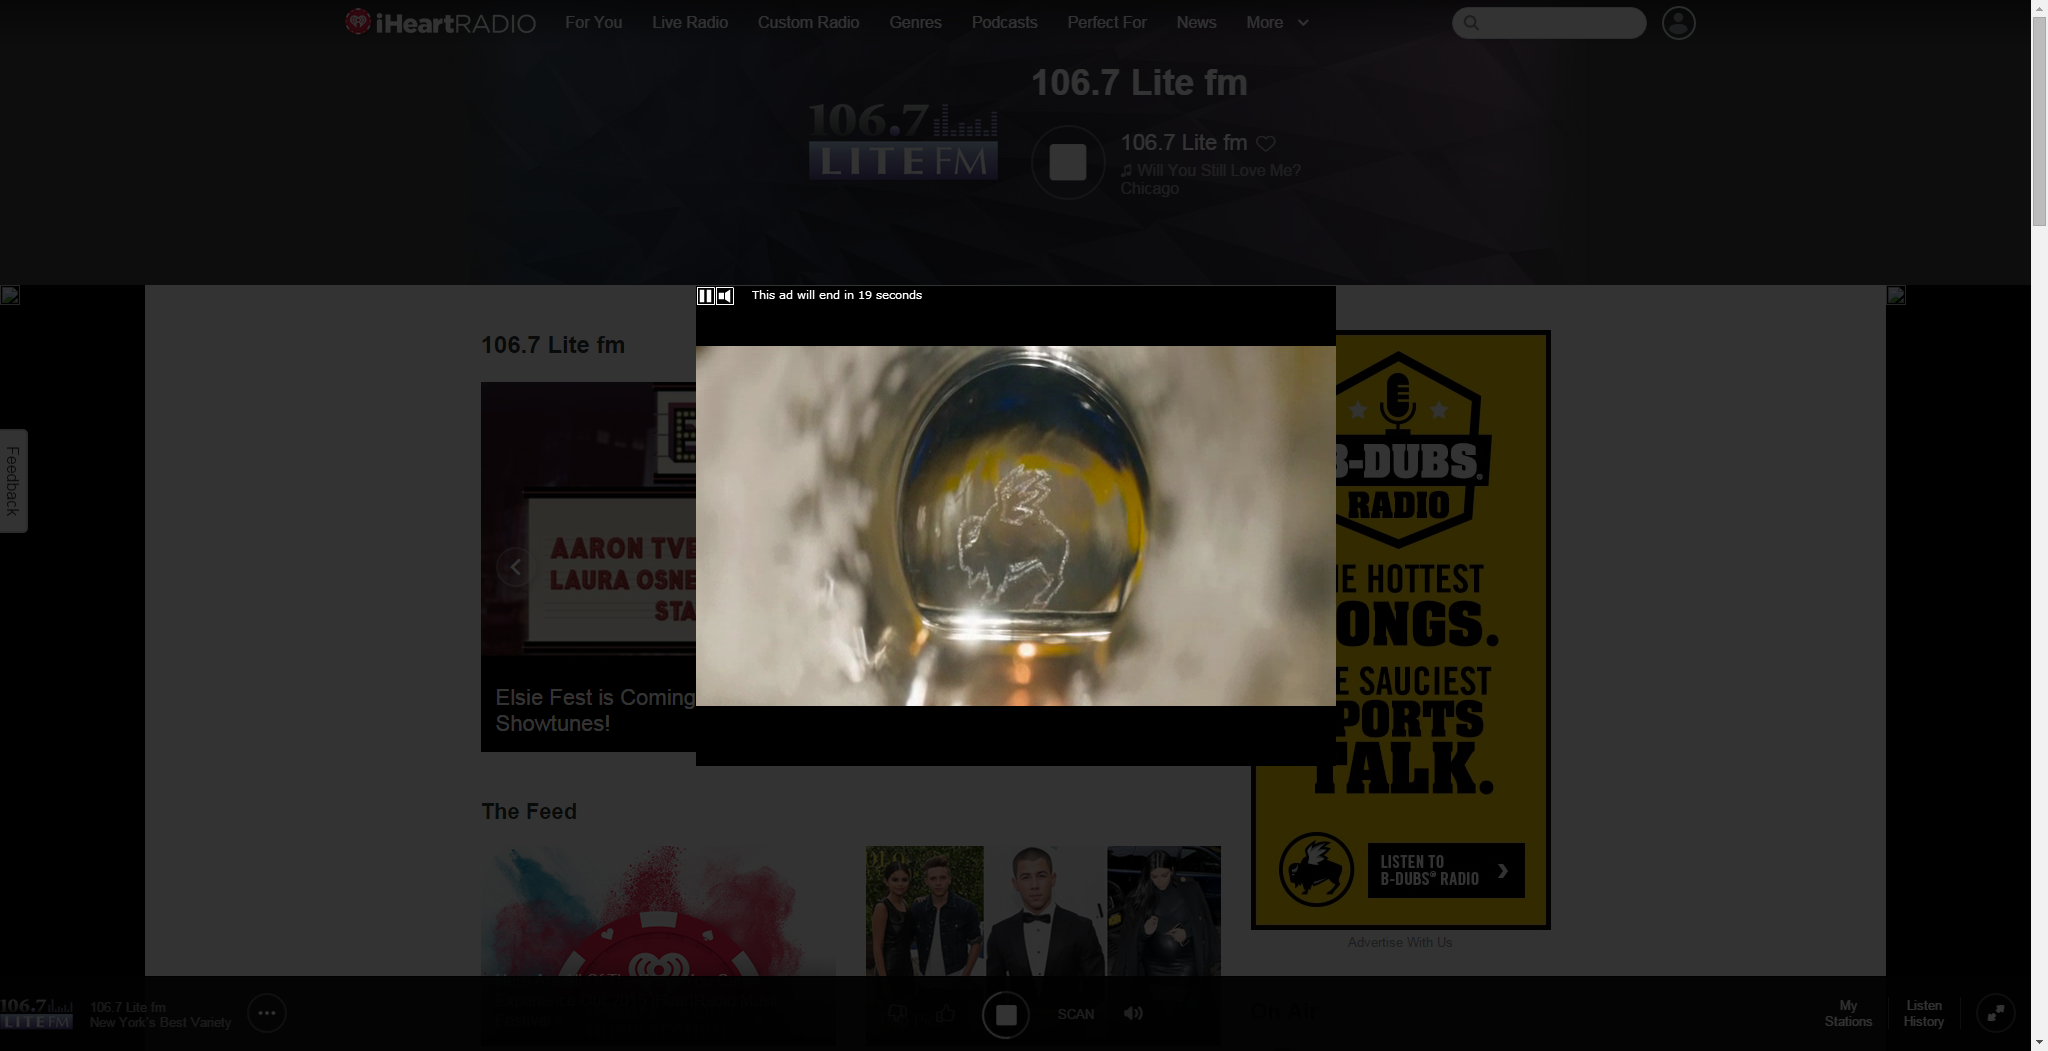 iHeartRADIO
For You
Live Radio
Custom Radio
Genres
Podcasts
Perfect For
News
More
106.7 Lite fm
106.7
LITE FM
106.7 Lite fm
Will You Still Love Me?
Chicago
This ad will end in 19 seconds
Feedback
106.7 Lite fm
AARON TVE
LAURA OSNE
STA
Elsie Fest is Coming
Showtunes!
B-DUBS.
RADIO
HE HOTTEST
ONGS.
E SAUCIEST
PORTS
TALK.
LISTEN TO
B-DUBS® RADIO
Advertise With Us
The Feed
On Air
106.7
LITE FM
106.7 Lite fm
New York's Best Variety
SCAN
My
Stations
Listen
History